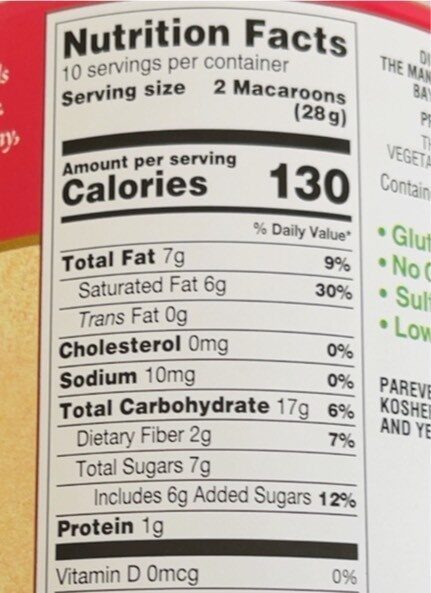 Nutrition Facts
10 servings per container
Serving size 2 Macaroons
(28g)
Amount per serving
Calories 130
% Daily Value*
Total Fat 7g 9%
Saturated Fat 6g 30%
Trans Fat 0g
Cholesterol 0mg 0%
Sodium 10mg 0%
Total Carbohydrate 17g 6%
Dietary Fiber 2g 7%
Total Sugars 7g
Includes 6g Added Sugars 12%
Protein 1g
Vitamin D 0mcg 0%
THE MAN
BAY
VEGETA
Contain
• Glut
• No
• Sulf
• Low
PAREVE
KOSHE
AND YE